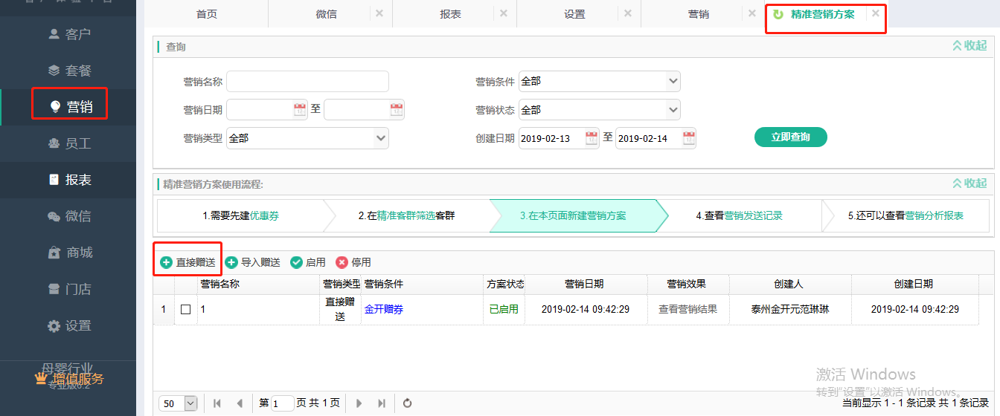 首页 微信 报表 设置 营销 精准营销方案
客户
套餐
营销
员工
报表
微信
商城
门店
设置
母婴行业
增值服务
查询 收起
营销名称 营销条件 全部
营销日期 至 营销状态 全部
营销类型 全部 创建日期 2019-02-13 至 2019-02-14 立即查询
精准营销方案使用流程: 收起
1.需要先建优惠券 2.在精准客群筛选客群 3.在本页面新建营销方案 4.查看营销发送记录 5.还可以查看营销分析报表
直接赠送 导入赠送 启用 停用
营销名称 营销类型 营销条件 方案状态 营销日期 营销效果 创建人 创建日期
1 1 直接赠送 金开赠券 已启用 2019-02-14 09:42:29 查看营销结果 泰州金开元范琳琳 2019-02-14 09:42:29
激活 Windows
转到“设置”以激活 Windows。
50 第 1 页 共 1 页 当前显示 1 - 1 条记录 共 1 条记录